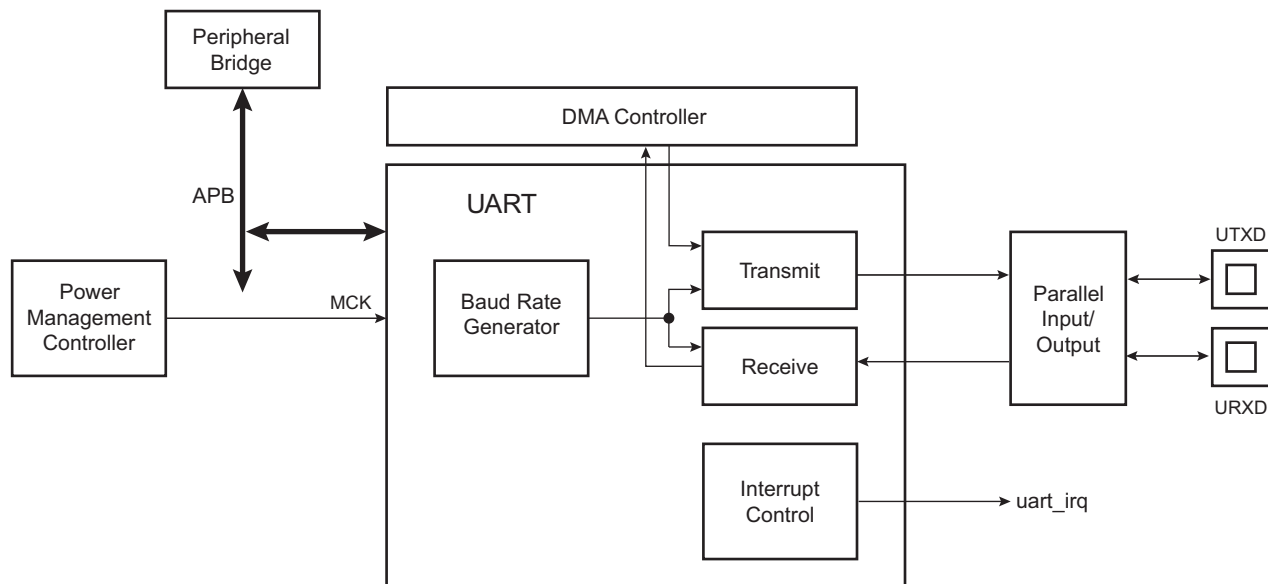 Peripheral
Bridge
DMA Controller
APB
UART
UTXD
Power
Management
Controller
MCK
Baud Rate
Generator
Transmit
Receive
Parallel
Input/
Output
URXD
Interrupt
Control
uart_irq